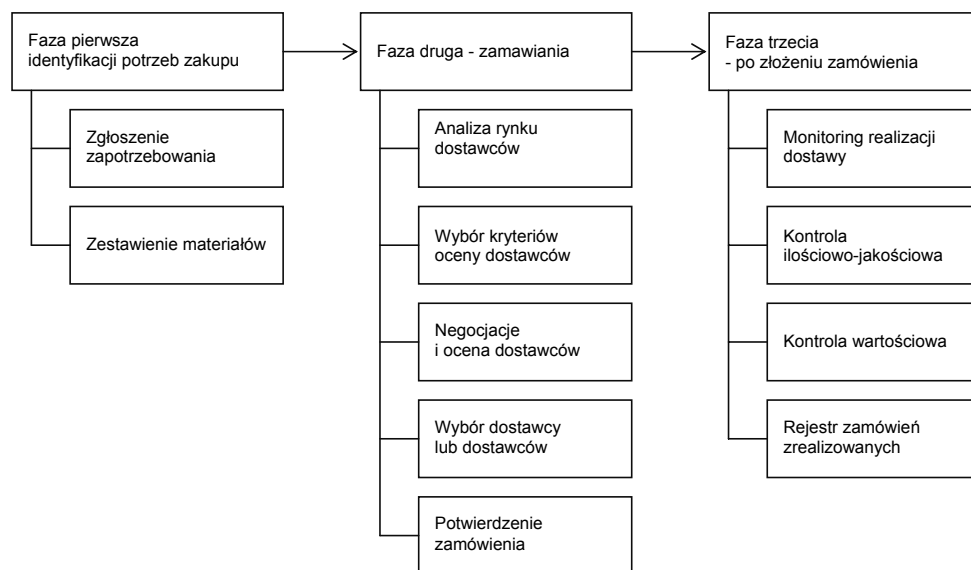 Faza pierwsza
identyfikacji potrzeb zakupu
Zgłoszenie
zapotrzebowania
Zestawienie materiałów
Faza druga - zamawiania
Analiza rynku
dostawców
Wybór kryteriów
oceny dostawców
Negocjacje
i ocena dostawców
Wybór dostawcy
lub dostawców
Potwierdzenie
zamówienia
Faza trzecia
- po złożeniu zamówienia
Monitoring realizacji
dostawy
Kontrola
ilościowo-jakościowa
Kontrola wartościowa
Rejestr zamówień
zrealizowanych